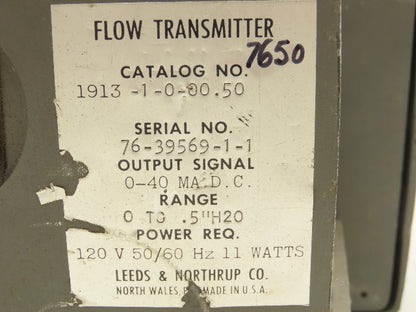 FLOW TRANSMITTER
7650
CATALOG NO.
1913 -1-0-00.50
SERIAL NO.
76-39569-1-1
OUTPUT SIGNAL
0-40 MA D.C.
RANGE
0 TO .5"H20
POWER REQ.
120 V 50/60 Hz 11 WATTS
LEEDS & NORTHRUP CO.
NORTH WALES, MADE IN U.S.A.